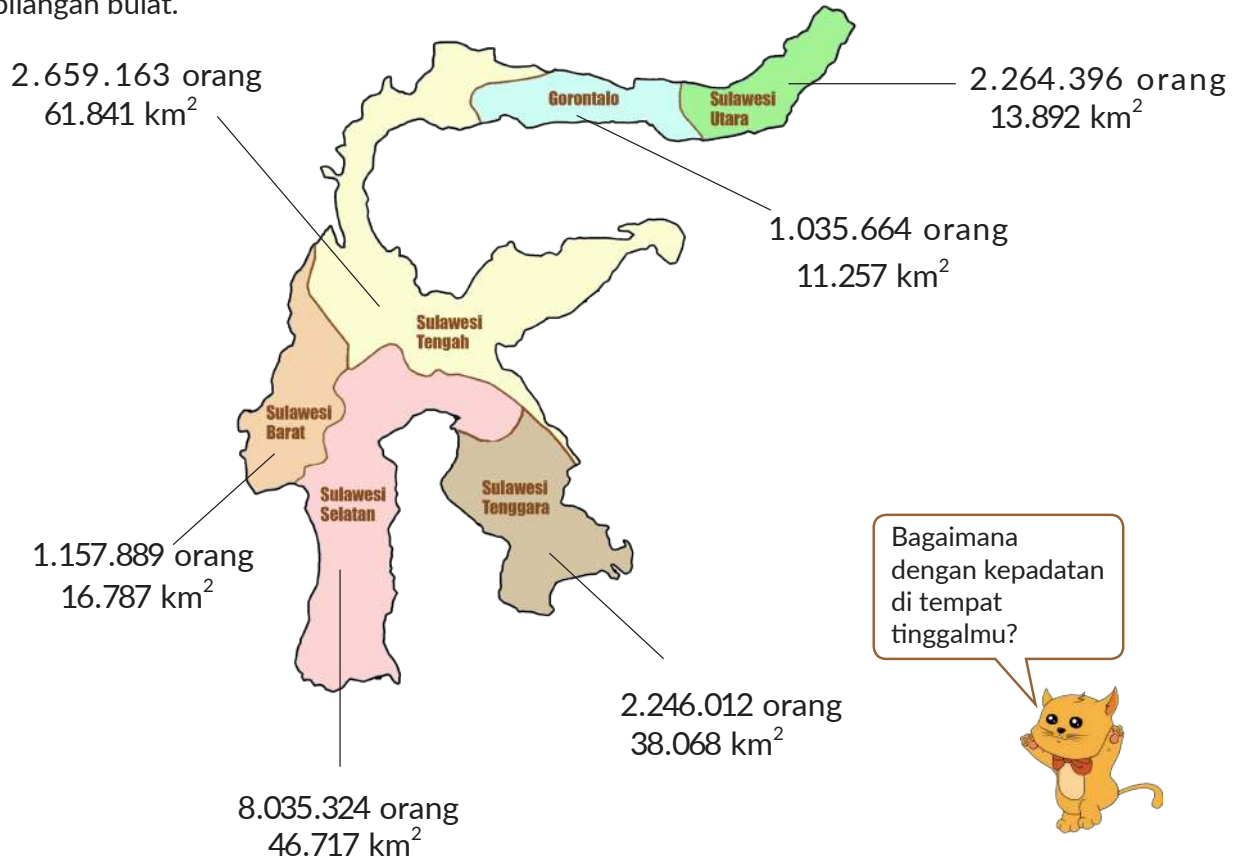 bilangan bulat.
2.659.163 orang
61.841 km²
Gorontalo
Sulawesi
Utara
2.264.396 orang
13.892 km²
1.035.664 orang
11.257 km²
Sulawesi
Tengah
Sulawesi
Barat
Sulawesi
Selatan
Sulawesi
Tenggara
1.157.889 orang
16.787 km²
Bagaimana
dengan kepadatan
di tempat
tinggalmu?
2.246.012 orang
38.068 km²
8.035.324 orang
46.717 km²